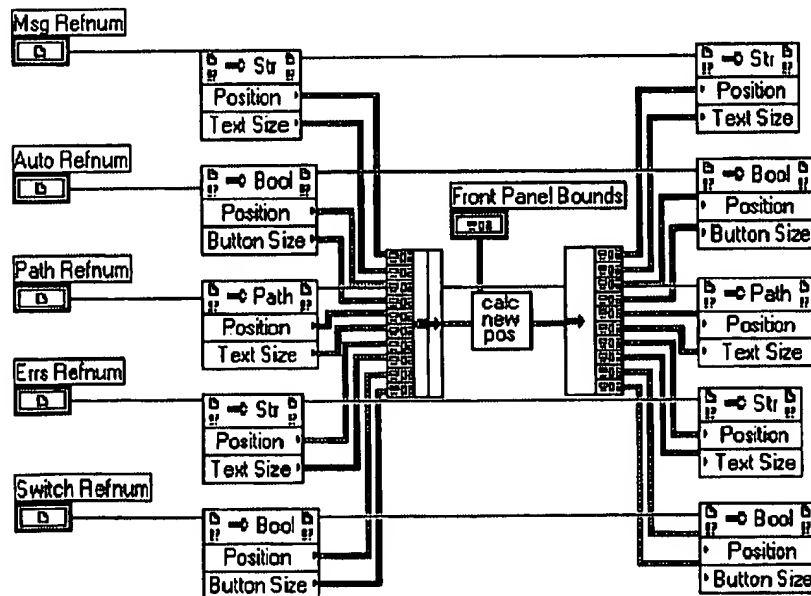 Msg Refnum
Str
Position
Text Size
Str
Position
Text Size
Auto Refnum
Bool
Position
Button Size
Front Panel Bounds
Bool
Position
Button Size
Path Refnum
Path
Position
Text Size
calc
new
pos
Path
Position
Text Size
Errs Refnum
Str
Position
Text Size
Str
Position
Text Size
Switch Refnum
Bool
Position
Button Size
Bool
Position
Button Size